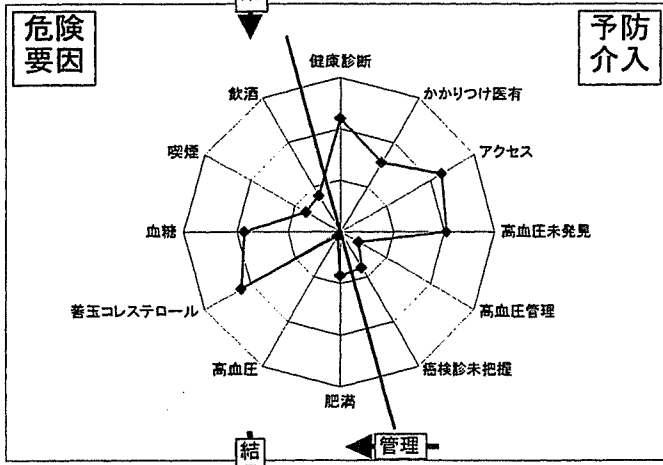 危険
要因
予防
介入
健康診断
飲酒
かかりつけ医有
喫煙
アクセス
血糖
高血圧未発見
善玉コレステロール
高血圧管理
高血圧
癌検診未把握
肥満
管理
結